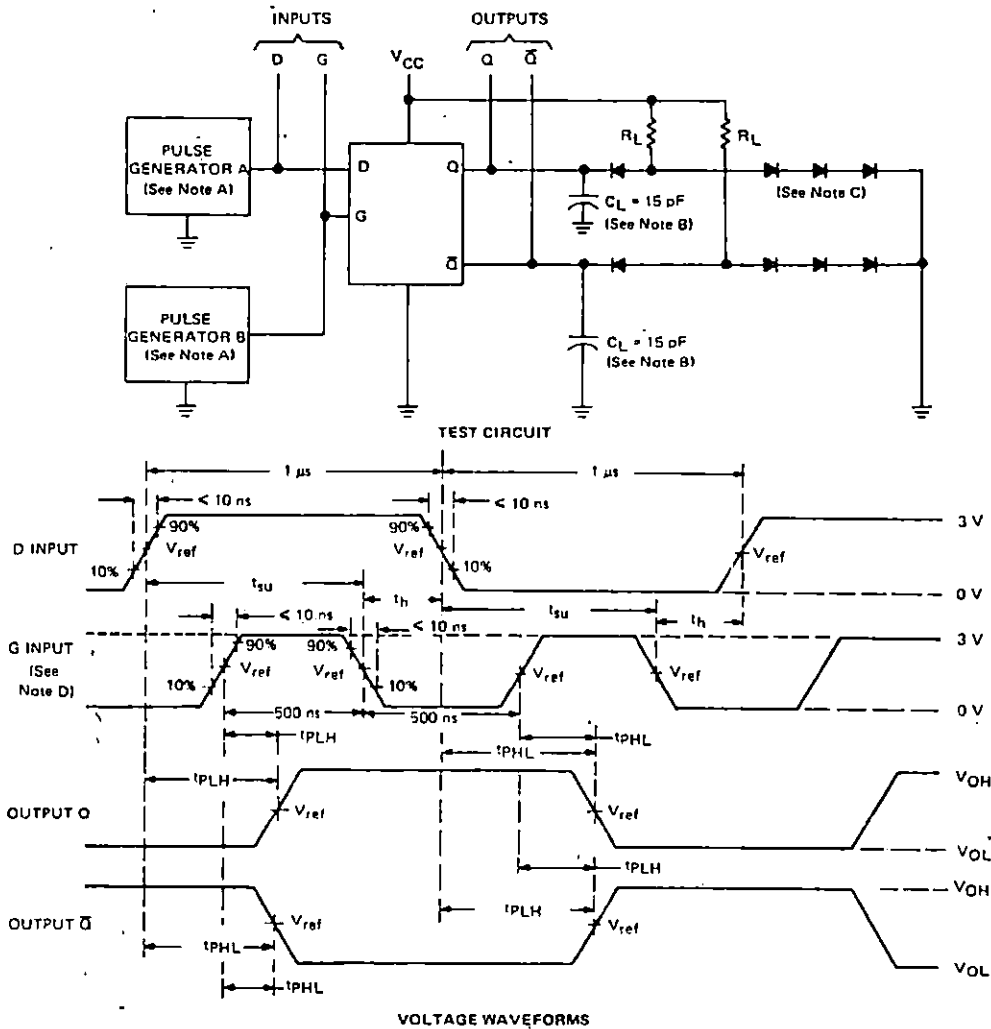 INPUTS
OUTPUTS
D G
VCC
Q Q̄
RL RL
PULSE
GENERATOR A
(See Note A)
D Q
G
Q̄
CL = 15 pF
(See Note B)
(See Note C)
PULSE
GENERATOR B
(See Note A)
CL = 15 pF
(See Note B)
TEST CIRCUIT
1 µs 1 µs
< 10 ns < 10 ns
90% 90% 3 V
D INPUT Vref Vref Vref
10% 10%
tsu th tsu th 0 V
< 10 ns < 10 ns
G INPUT 90% 90% 3 V
(See
Note D)
Vref Vref Vref Vref
10% 10%
500 ns 500 ns 0 V
tPLH tPHL
tPLH tPHL
VOH
OUTPUT Q Vref Vref
VOL
tPLH
VOH
tPLH
OUTPUT Q̄ Vref Vref
tPHL
VOL
tPHL
VOLTAGE WAVEFORMS